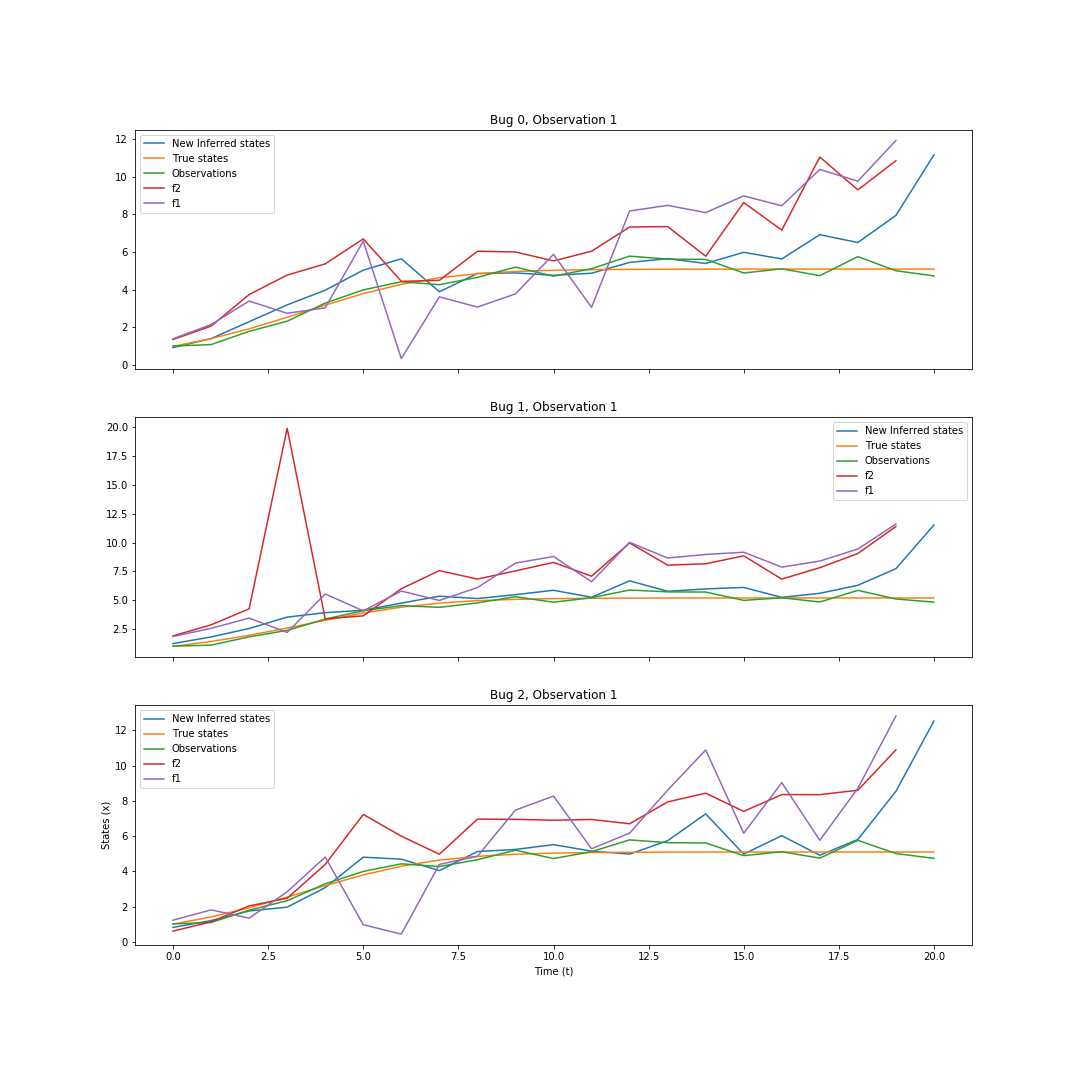 Bug 0, Observation 1
12
10
8
6
4
2
0
New Inferred states
True states
Observations
f2
f1
Bug 1, Observation 1
20.0
17.5
15.0
12.5
10.0
7.5
5.0
2.5
New Inferred states
True states
Observations
f2
f1
Bug 2, Observation 1
States (x)
12
10
8
6
4
2
0
New Inferred states
True states
Observations
f2
f1
0.0 2.5 5.0 7.5 10.0 12.5 15.0 17.5 20.0
Time (t)